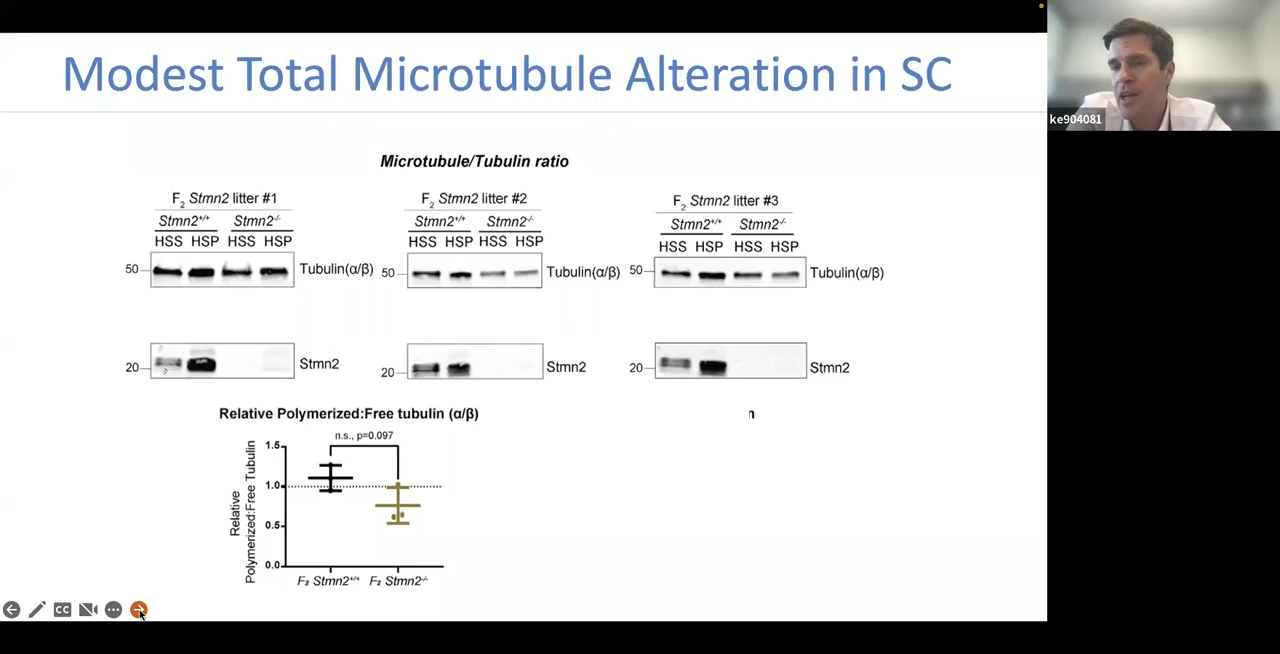 Modest Total Microtubule Alteration in SC
ke904081
Microtubule/Tubulin ratio
F₂ Stmn2 litter #1
Stmn2⁺/⁺ Stmn2⁻/⁻
HSS HSP HSS HSP
50 Tubulin(α/β)
20 Stmn2
F₂ Stmn2 litter #2
Stmn2⁺/⁺ Stmn2⁻/⁻
HSS HSP HSS HSP
50 Tubulin(α/β)
20 Stmn2
F₂ Stmn2 litter #3
Stmn2⁺/⁺ Stmn2⁻/⁻
HSS HSP HSS HSP
50 Tubulin(α/β)
20 Stmn2
Relative Polymerized:Free tubulin (α/β)
n
n.s., p=0.097
Relative
Polymerized:Free Tubulin
1.5
1.0
0.5
0.0
F₂ Stmn2⁺/⁺ F₂ Stmn2⁻/⁻
CC